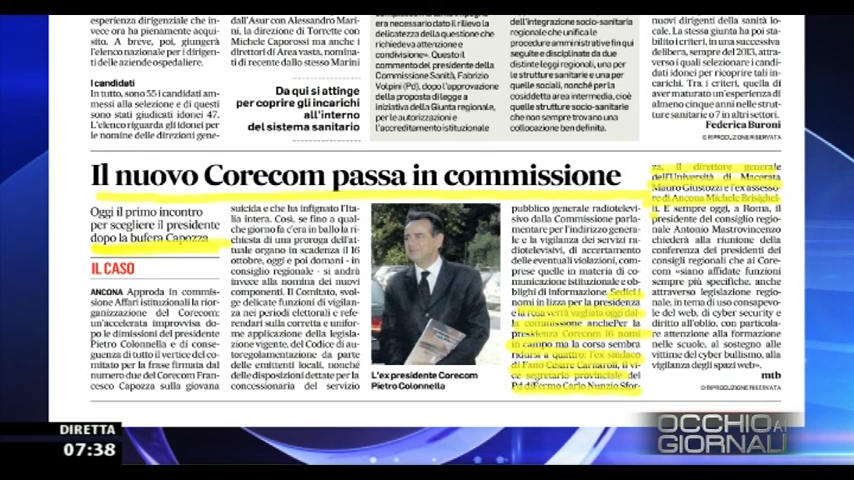 esperienza dirigenziale che in-
vece ora ha pienamente acqui-
sito. A breve, poi, giungerà
l'elenco nazionale per i dirigen-
ti delle aziende ospedaliere.
I candidati
In tutto, sono 55 i candidati am-
messi alla selezione e di questi
sono stati giudicati idonei 47.
L'elenco riguarda gli idonei per
le nomine delle direzioni gene-
dall'Asur con Alessandro Mari-
ni, la direzione di Torrette con
Michele Caporossi ma anche i
direttori di Area vasta, nomina-
ti di recente dallo stesso Marini
Da qui si attinge
per coprire gli incarichi
all'interno
del sistema sanitario
era necessario dato il rilievo la
delicatezza della questione che
richiedeva attenzione e
condivisione». Questo il
commento del presidente della
Commissione Sanità, Fabrizio
Volpini (Pd), dopo l'approvazione
della proposta di legge a
iniziativa della Giunta regionale,
per le autorizzazioni e
l'accreditamento istituzionale
dell'integrazione socio-sanitaria
regionale che unifica le
procedure amministrative fin qui
seguite e disciplinate da due
distinte leggi regionali, una per
le strutture sanitarie e una per
quelle sociali, nonché per la
cosiddetta area intermedia, cioè
quelle strutture socio-sanitarie
che non sempre trovano una
collocazione ben definita.
nuovi dirigenti della sanità lo-
cale. La stessa giunta ha poi sta-
bilito i criteri, in una successiva
delibera, sempre del 2013, attra-
verso i quali selezionare i candi-
dati idonei per ricoprire tali in-
carichi. Tra i criteri, quella di
aver maturato un'esperienza di
almeno cinque anni nelle strut-
ture sanitarie o 7 in altri settori.
Federica Buroni
© RIPRODUZIONE RISERVATA
Il nuovo Corecom passa in commissione
Oggi il primo incontro
per scegliere il presidente
dopo la bufera Capozza
IL CASO
ANCONA Approda in commis-
sione Affari istituzionali la rior-
ganizzazione del Corecom:
un'accelerata improvvisa do-
po le dimissioni del presidente
Pietro Colonnella e di conse-
guenza di tutto il vertice del co-
mitato per la frase firmata dal
numero due del Corecom Fran-
cesco Capozza sulla giovana
suicida e che ha infignato l'Ita
lia intera. Così, se fino a qual-
che giorno fa c'era in ballo la ri-
chiesta di una proroga dell'at-
tuale organo in scadenza il 16
ottobre, oggi e poi domani - in
consiglio regionale - si andrà
invece alla nomina dei nuovi
componenti. Il Comitato, svol-
ge delicate funzioni di vigilan-
za nei periodi elettorali e refe-
rendari sulla corretta e unifor-
me applicazione della legisla-
zione vigente, del Codice di au-
toregolamentazione da parte
delle emittenti locali, nonché
delle disposizioni dettate per la
concessionaria del servizio
L'ex presidente Corecom
Pietro Colonnella
pubblico generale radiotelevi-
sivo dalla Commissione parla-
mentare per l'indirizzo genera-
le e la vigilanza dei servizi ra-
diotelevisivi, di accertamento
delle eventuali violazioni, com-
prese quelle in materia di co-
municazione istituzionale e ob-
blighi di informazione. Sedici i
nomi in lizza per la presidenza
e la rosa verrà vagliata oggi dal-
la commissione anchePer la
presidenza Corecom 16 nomi
in campo ma la corsa sembra
ridursi a quattro: l'ex sindaco
di Fano Cesare Carnaroli, il vi-
ce segretario provinciale del
Pd diFermo Carlo Nunzio Sfor-
za, il direttore generale
dell'Università di Macerata
Mauro Giustozzi e l'ex assesso-
re di Ancona Michele Brisighel-
li. E sempre oggi, a Roma, il
presidente del consiglio regio-
nale Antonio Mastrovincenzo
chiederà alla riunione della
conferenza dei presidenti dei
consigli regionali che ai Core-
com «siano affidate funzioni
sempre più specifiche, anche
attraverso legislazione regio-
nale, in tema di uso consapevo-
le del web, di cyber security e
diritto all'oblio, con particola-
re attenzione alla formazione
nelle scuole, al sostegno alle
vittime del cyber bullismo, alla
vigilanza degli spazi web».
mtb
© RIPRODUZIONE RISERVATA
DIRETTA
07:38
OCCHIO AI
GIORNALI